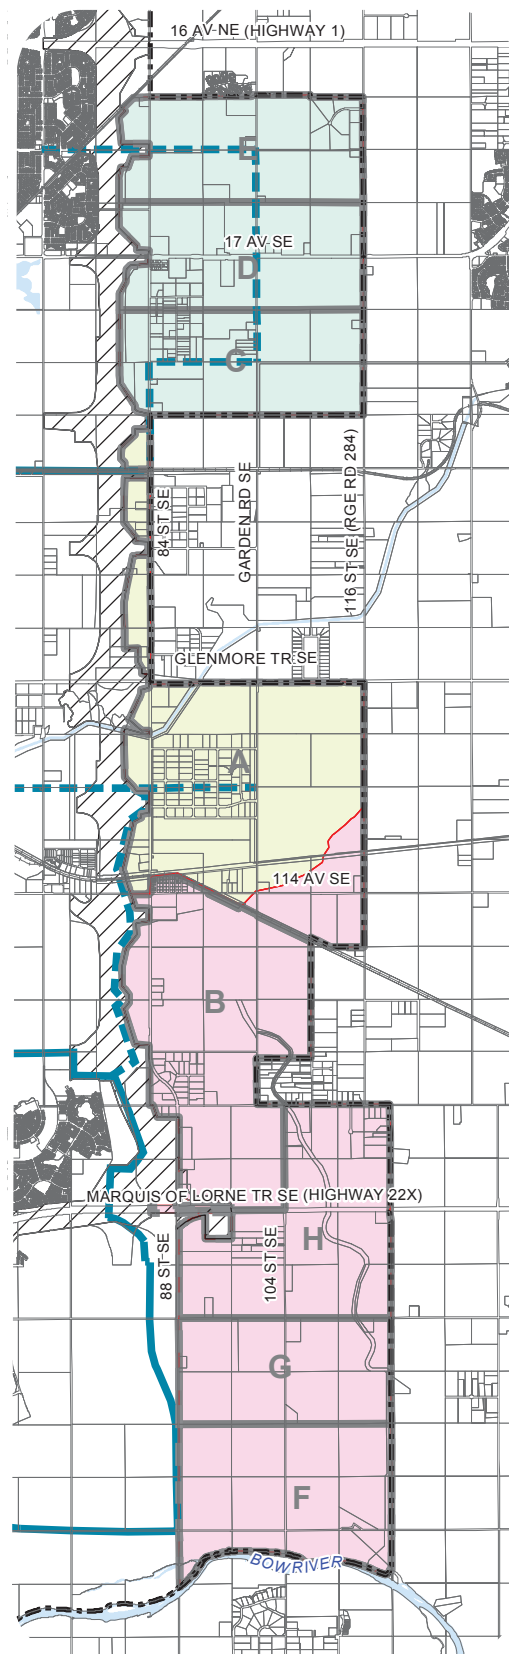 16 AV NE (HIGHWAY 1)
E
17 AV SE
D
C
84 ST SE
GARDEN RD SE
116 ST SE (RGE RD 284)
GLENMORE TR SE
A
114 AV SE
B
MARQUIS OF LORNE TR SE (HIGHWAY 22X)
88 ST SE
104 ST SE
H
G
F
BOW RIVER